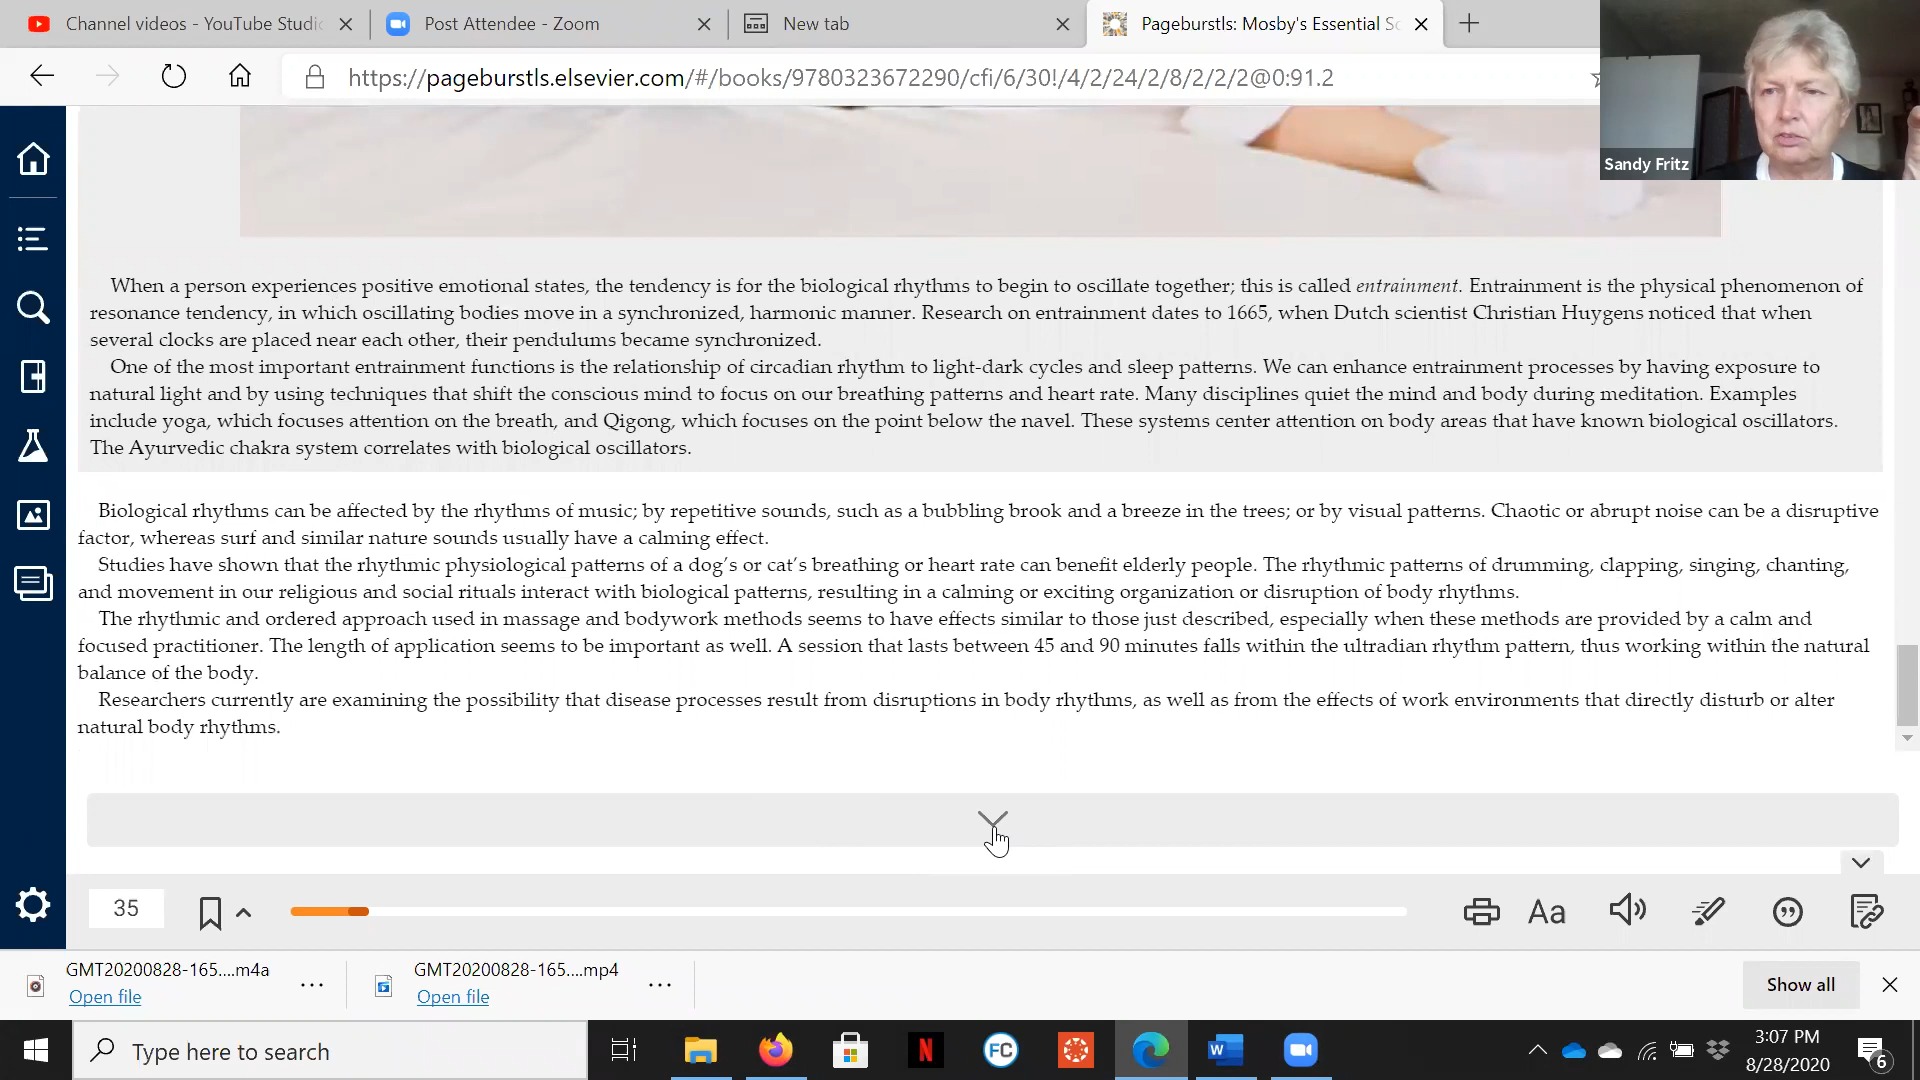 Channel videos - YouTube Studi
Post Attendee - Zoom
New tab
Pageburstls: Mosby's Essential Sc
https://pageburstls.elsevier.com/#/books/9780323672290/cfi/6/30!/4/2/24/2/8/2/2/2@0:91.2
Sandy Fritz
When a person experiences positive emotional states, the tendency is for the biological rhythms to begin to oscillate together; this is called entrainment. Entrainment is the physical phenomenon of
resonance tendency, in which oscillating bodies move in a synchronized, harmonic manner. Research on entrainment dates to 1665, when Dutch scientist Christian Huygens noticed that when
several clocks are placed near each other, their pendulums became synchronized.
One of the most important entrainment functions is the relationship of circadian rhythm to light-dark cycles and sleep patterns. We can enhance entrainment processes by having exposure to
natural light and by using techniques that shift the conscious mind to focus on our breathing patterns and heart rate. Many disciplines quiet the mind and body during meditation. Examples
include yoga, which focuses attention on the breath, and Qigong, which focuses on the point below the navel. These systems center attention on body areas that have known biological oscillators.
The Ayurvedic chakra system correlates with biological oscillators.
Biological rhythms can be affected by the rhythms of music; by repetitive sounds, such as a bubbling brook and a breeze in the trees; or by visual patterns. Chaotic or abrupt noise can be a disruptive
factor, whereas surf and similar nature sounds usually have a calming effect.
Studies have shown that the rhythmic physiological patterns of a dog's or cat's breathing or heart rate can benefit elderly people. The rhythmic patterns of drumming, clapping, singing, chanting,
and movement in our religious and social rituals interact with biological patterns, resulting in a calming or exciting organization or disruption of body rhythms.
The rhythmic and ordered approach used in massage and bodywork methods seems to have effects similar to those just described, especially when these methods are provided by a calm and
focused practitioner. The length of application seems to be important as well. A session that lasts between 45 and 90 minutes falls within the ultradian rhythm pattern, thus working within the natural
balance of the body.
Researchers currently are examining the possibility that disease processes result from disruptions in body rhythms, as well as from the effects of work environments that directly disturb or alter
natural body rhythms.
35
Aa
GMT20200828-165....m4a
Open file
GMT20200828-165....mp4
Open file
Show all
Type here to search
N
FC
W
3:07 PM
8/28/2020
6